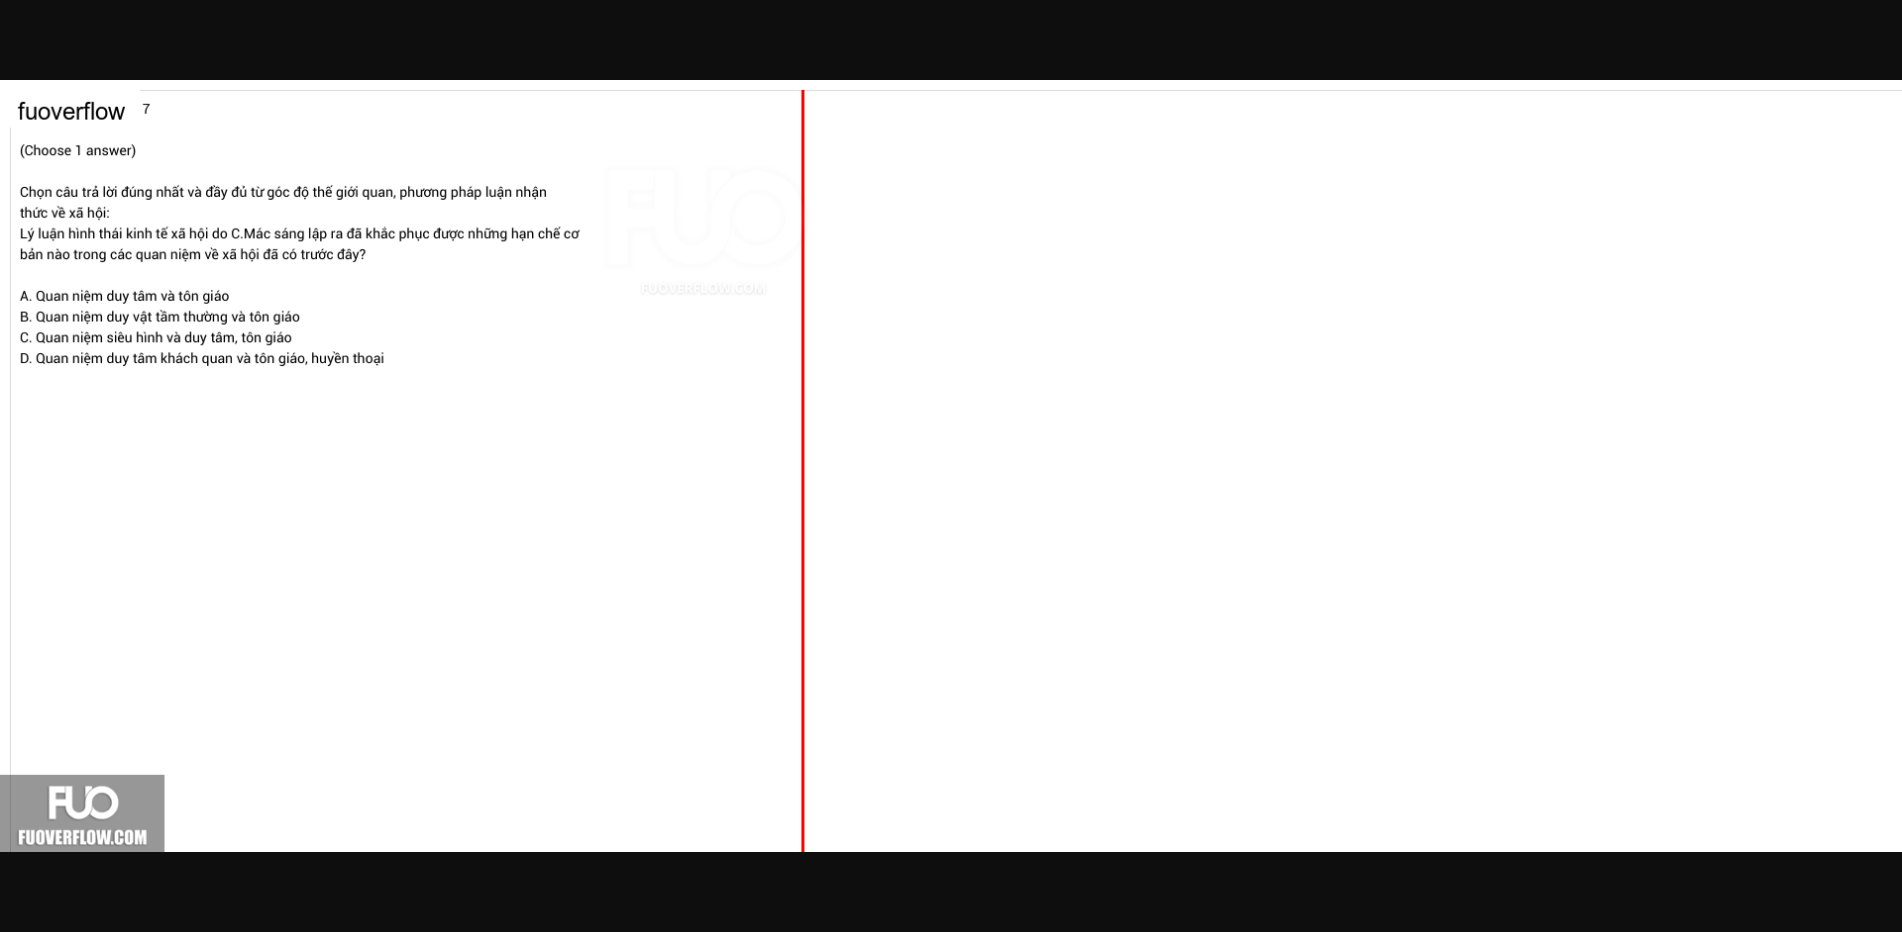 fuoverflow 7
(Choose 1 answer)
Chọn câu trả lời đúng nhất và đầy đủ từ góc độ thế giới quan, phương pháp luận nhận
thức về xã hội:
Lý luận hình thái kinh tế xã hội do C.Mác sáng lập ra đã khắc phục được những hạn chế cơ
bản nào trong các quan niệm về xã hội đã có trước đây?
A. Quan niệm duy tâm và tôn giáo
B. Quan niệm duy vật tầm thường và tôn giáo
C. Quan niệm siêu hình và duy tâm, tôn giáo
D. Quan niệm duy tâm khách quan và tôn giáo, huyền thoại
FUO
FUOVERFLOW.COM
FUO
FUOVERFLOW.COM